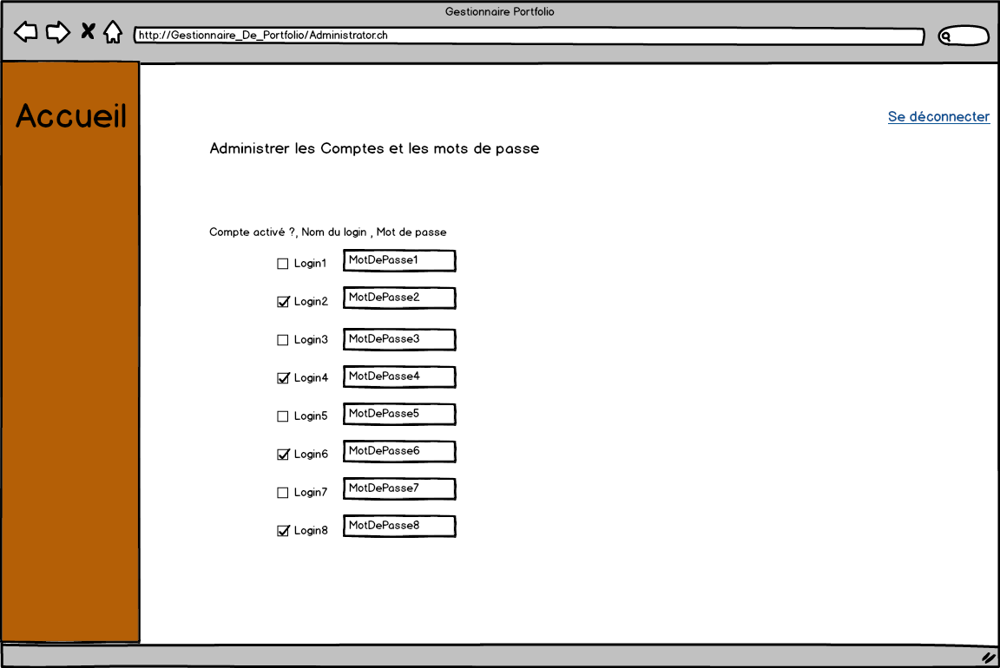 Gestionnaire Portfolio
http://Gestionnaire_De_Portfolio/Administrator.ch
Accueil
Se déconnecter
Administrer les Comptes et les mots de passe
Compte activé ?, Nom du login , Mot de passe
Login1 MotDePasse1
Login2 MotDePasse2
Login3 MotDePasse3
Login4 MotDePasse4
Login5 MotDePasse5
Login6 MotDePasse6
Login7 MotDePasse7
Login8 MotDePasse8